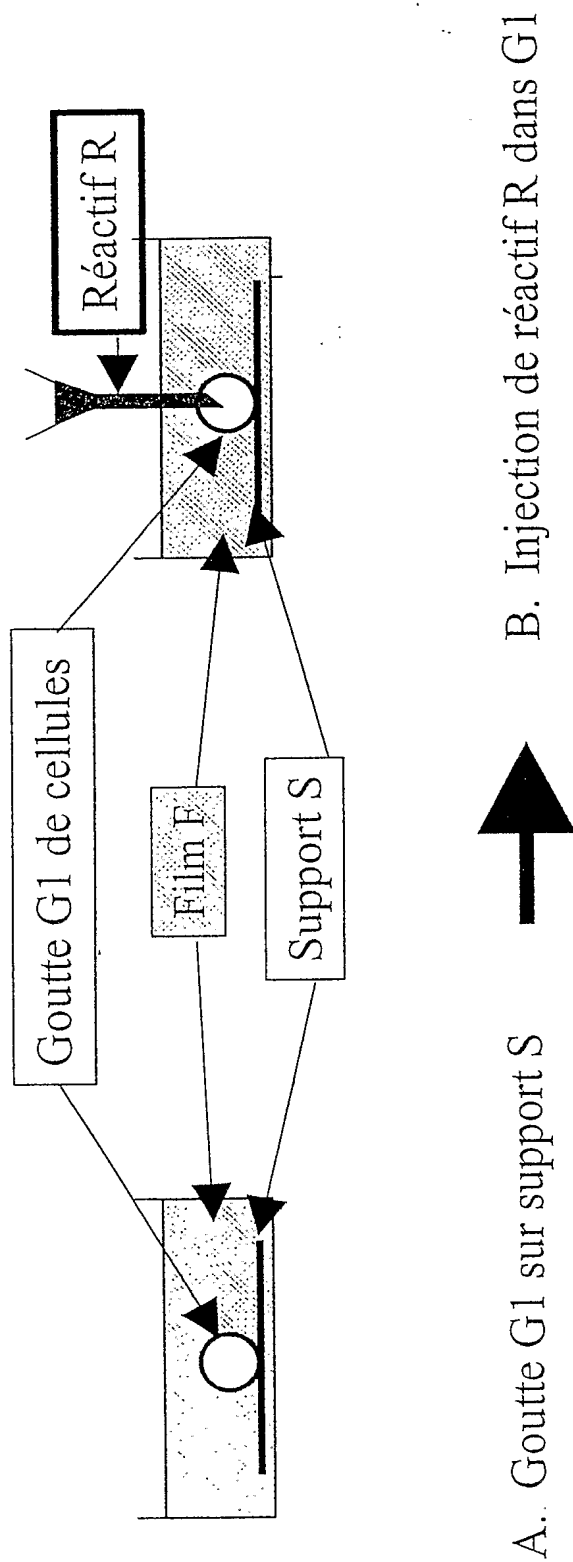 Réactif R
Goutte G1 de cellules
Film F
Support S
A. Goutte G1 sur support S
B. Injection de réactif R dans G1